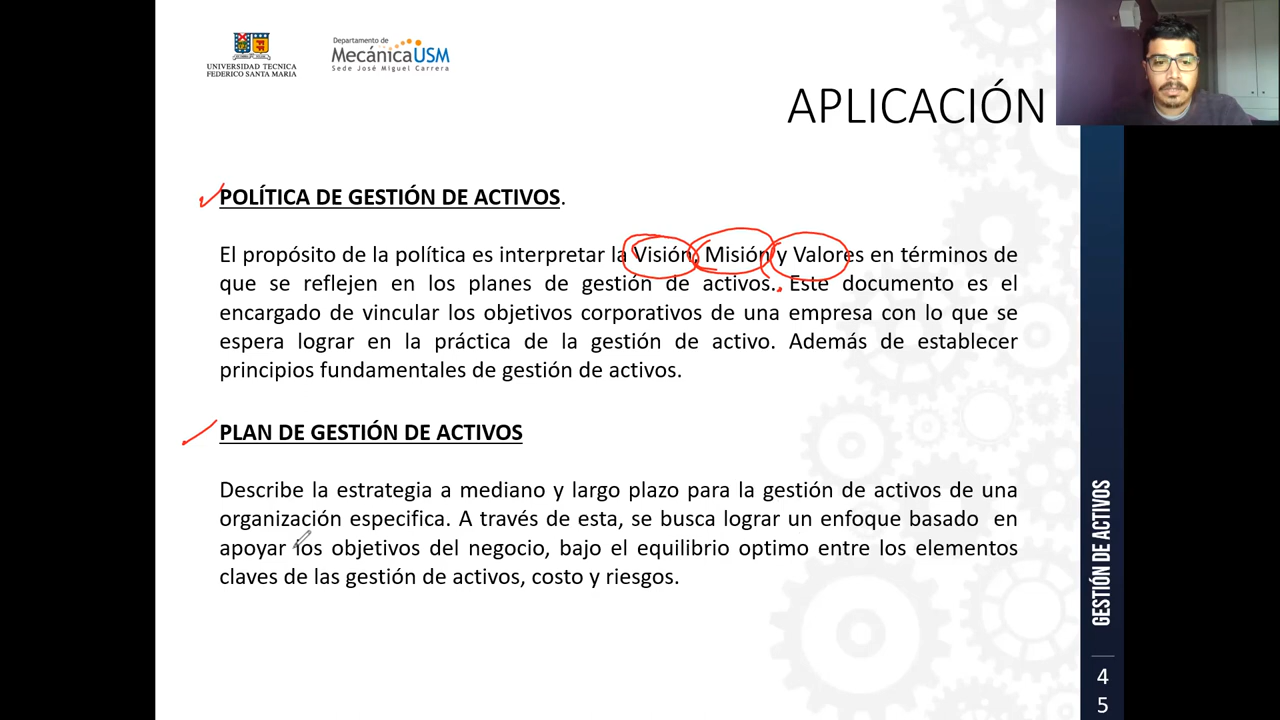 UNIVERSIDAD TECNICA
FEDERICO SANTA MARIA
Departamento de
MecánicaUSM
Sede José Miguel Carrera
APLICACIÓN
POLÍTICA DE GESTIÓN DE ACTIVOS.
El propósito de la política es interpretar la Visión, Misión y Valores en términos de
que se reflejen en los planes de gestión de activos. Este documento es el
encargado de vincular los objetivos corporativos de una empresa con lo que se
espera lograr en la práctica de la gestión de activo. Además de establecer
principios fundamentales de gestión de activos.
PLAN DE GESTIÓN DE ACTIVOS
Describe la estrategia a mediano y largo plazo para la gestión de activos de una
organización especifica. A través de esta, se busca lograr un enfoque basado en
apoyar los objetivos del negocio, bajo el equilibrio optimo entre los elementos
claves de las gestión de activos, costo y riesgos.
GESTIÓN DE ACTIVOS
4
5